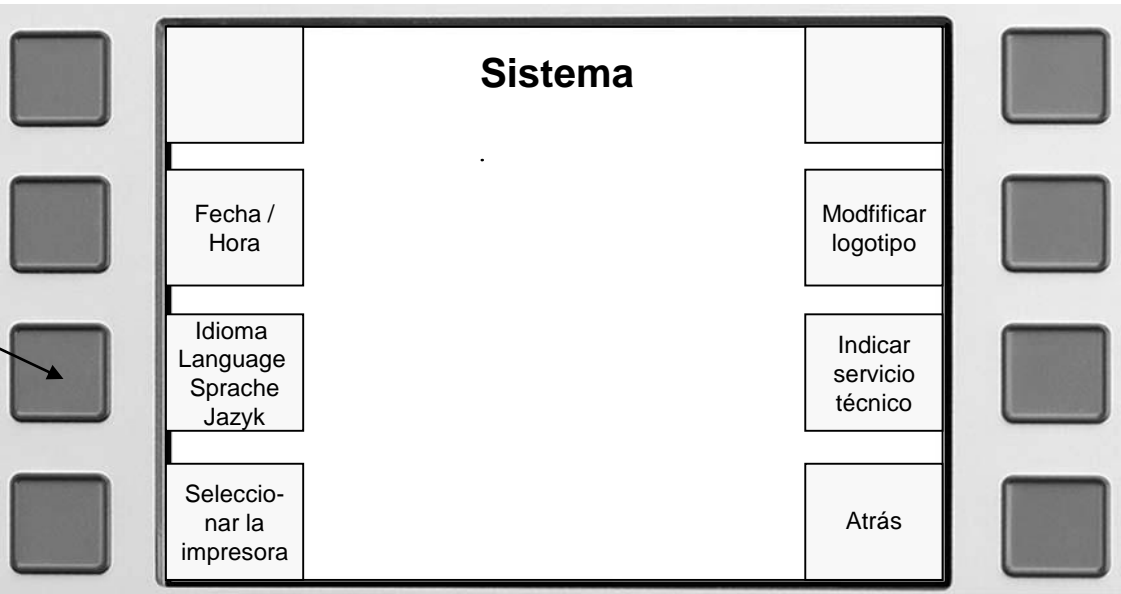 Sistema
.
Fecha /
Hora
Modfificar
logotipo
Idioma
Language
Sprache
Jazyk
Indicar
servicio
técnico
Seleccio-
nar la
impresora
Atrás